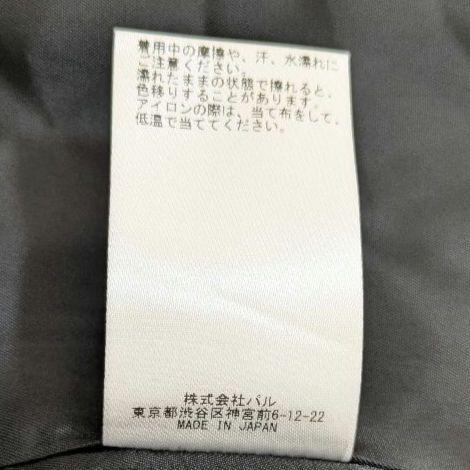 着用中の摩擦や、汗、水濡れに
ご注意ください。
濡れたままの状態で擦れると、
色移りすることがあります。
アイロンの際は、当て布をして、
低温で当ててください。
株式会社パル
東京都渋谷区神宮前6-12-22
MADE IN JAPAN